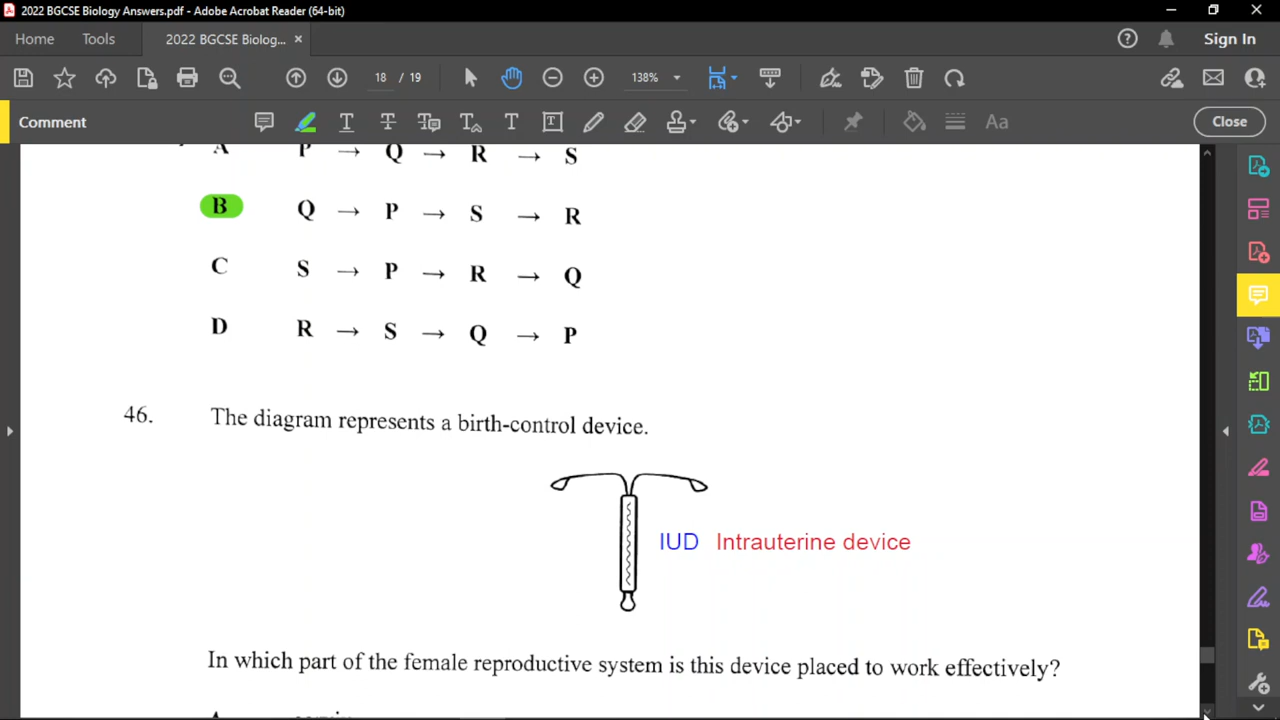 2022 BGCSE Biology Answers.pdf - Adobe Acrobat Reader (64-bit)
Home Tools 2022 BGCSE Biolog... × Sign In
18 / 19 138%
Comment Close
A P → Q → R → S
B Q → P → S → R
C S → P → R → Q
D R → S → Q → P
46. The diagram represents a birth-control device.
IUD Intrauterine device
In which part of the female reproductive system is this device placed to work effectively?
A